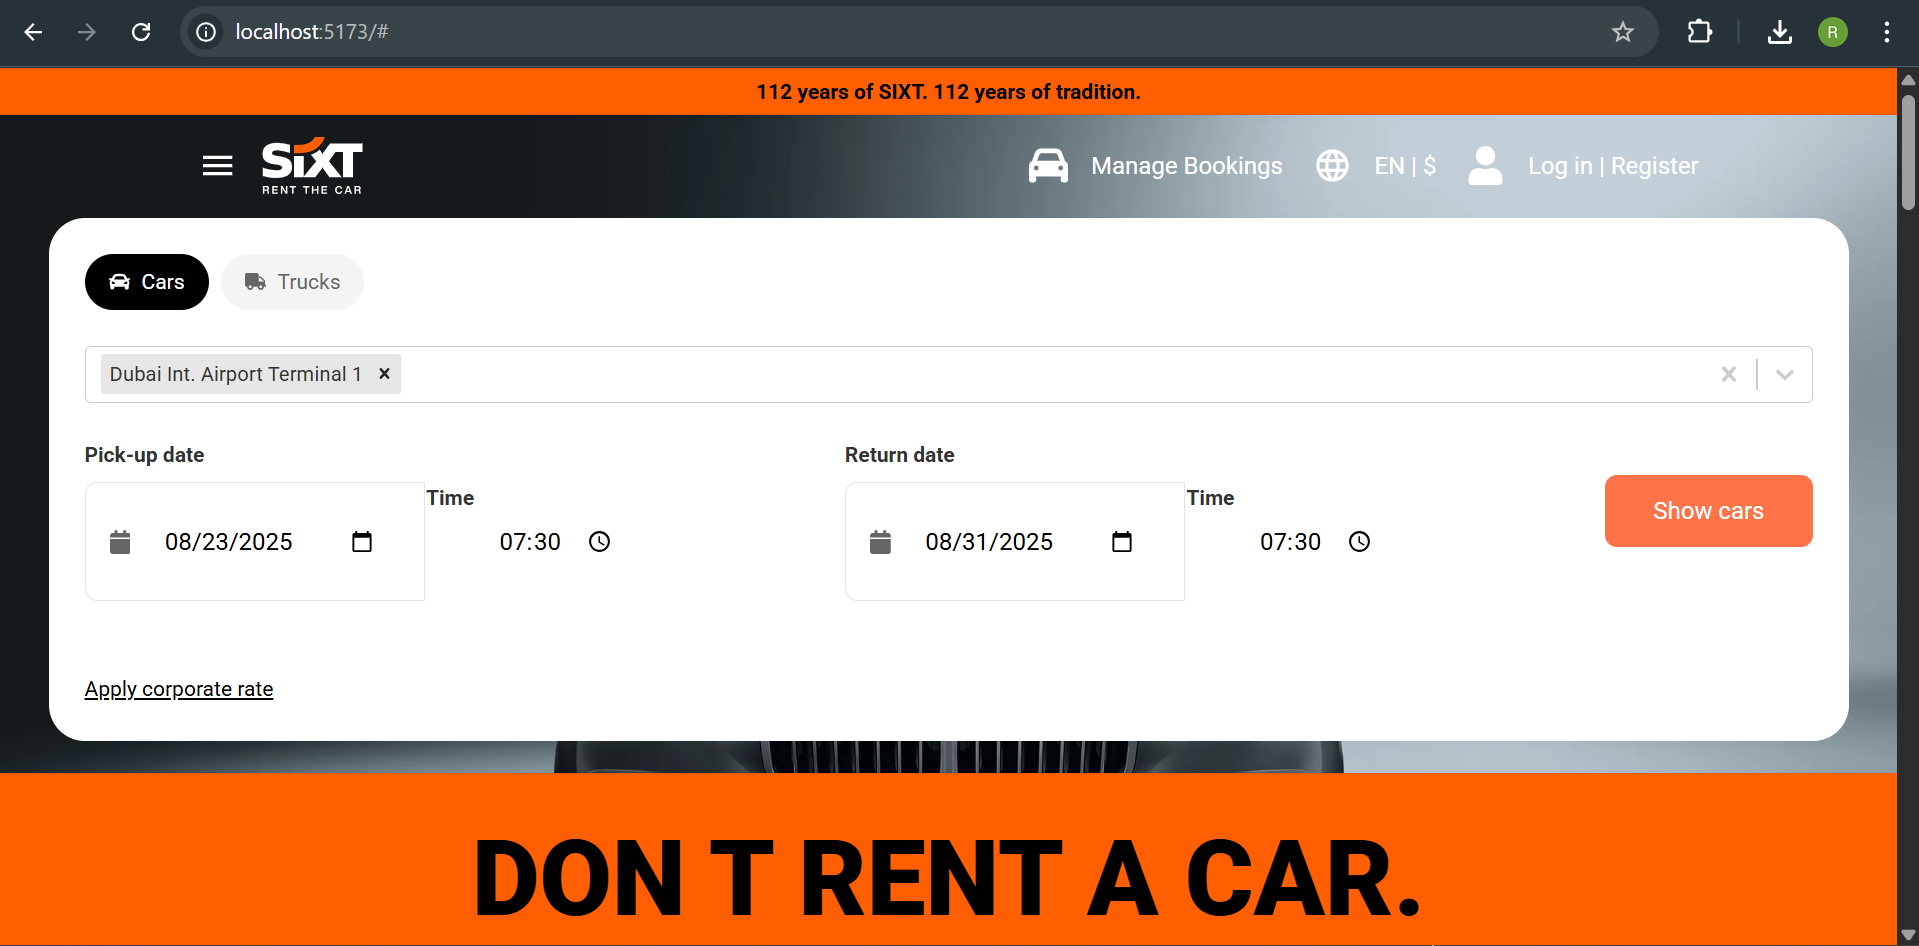 localhost:5173/#
R
112 years of SIXT. 112 years of tradition.
SIXT
RENT THE CAR
Manage Bookings
EN | $
Log in | Register
Cars
Trucks
Dubai Int. Airport Terminal 1
Pick-up date
Return date
Time
Time
Show cars
08/23/2025
07:30
08/31/2025
07:30
Apply corporate rate
DON T RENT A CAR.